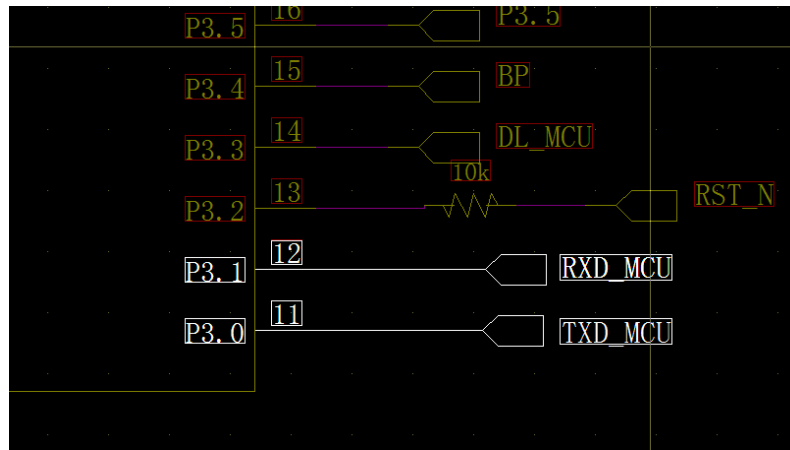 P3.5 16 P3.5
P3.4 15 BP
P3.3 14 DL_MCU
10k
P3.2 13 RST_N
P3.1 12 RXD_MCU
P3.0 11 TXD_MCU